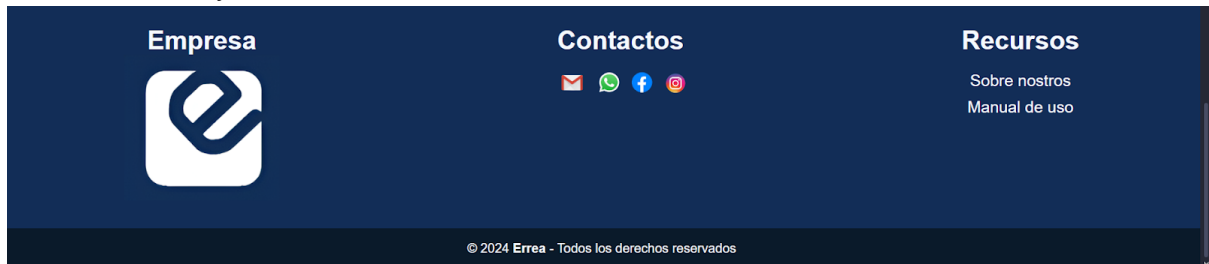 Empresa
Contactos
Recursos
Sobre nostros
Manual de uso
© 2024 Errea - Todos los derechos reservados